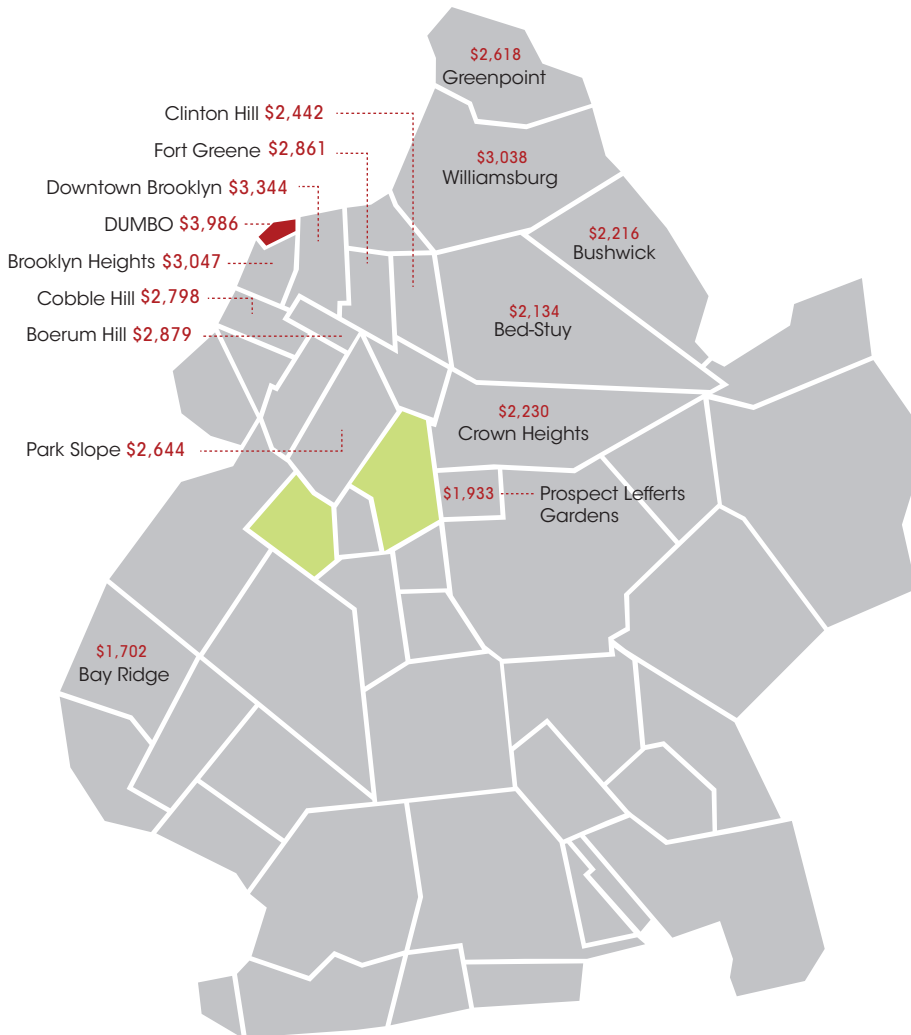 $2,618
Greenpoint
Clinton Hill $2,442
Fort Greene $2,861
$3,038
Williamsburg
Downtown Brooklyn $3,344
DUMBO $3,986
$2,216
Bushwick
Brooklyn Heights $3,047
Cobble Hill $2,798
$2,134
Bed-Stuy
Boerum Hill $2,879
$2,230
Crown Heights
Park Slope $2,644
$1,933
Prospect Lefferts
Gardens
$1,702
Bay Ridge